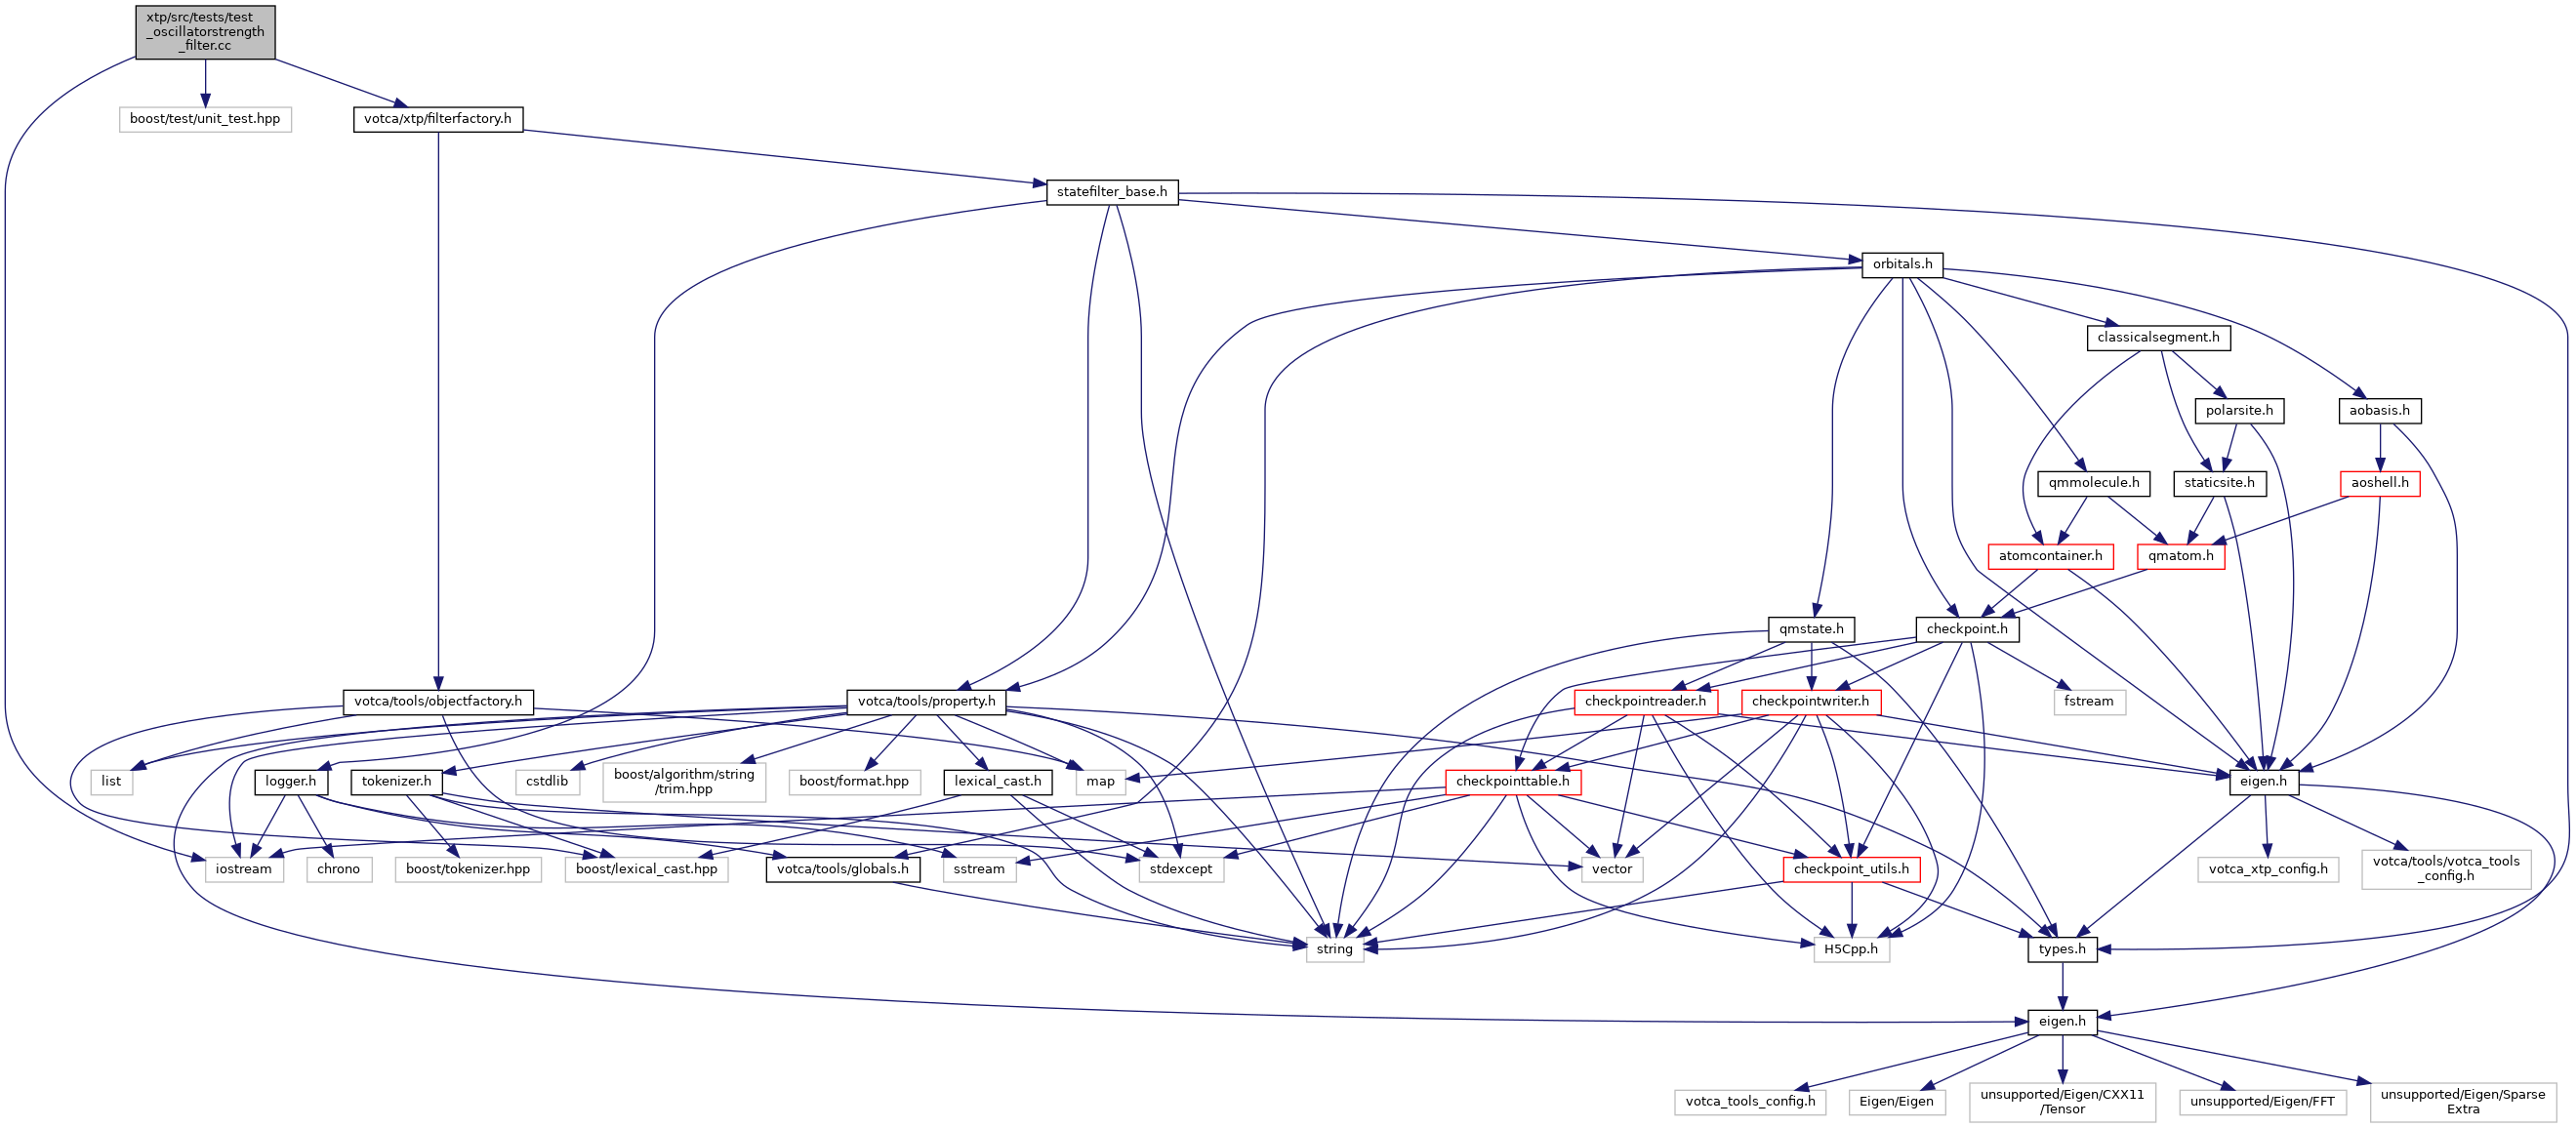 xtp/src/tests/test
_oscillatorstrength
_filter.cc
boost/test/unit_test.hpp
votca/xtp/filterfactory.h
statefilter_base.h
orbitals.h
classicalsegment.h
polarsite.h
aobasis.h
qmmolecule.h
staticsite.h
aoshell.h
atomcontainer.h
qmatom.h
qmstate.h
checkpoint.h
votca/tools/objectfactory.h
votca/tools/property.h
checkpointreader.h
checkpointwriter.h
fstream
list
logger.h
tokenizer.h
cstdlib
boost/algorithm/string
/trim.hpp
boost/format.hpp
lexical_cast.h
map
checkpointtable.h
eigen.h
iostream
chrono
boost/tokenizer.hpp
boost/lexical_cast.hpp
votca/tools/globals.h
sstream
stdexcept
vector
checkpoint_utils.h
votca_xtp_config.h
votca/tools/votca_tools
_config.h
string
H5Cpp.h
types.h
eigen.h
votca_tools_config.h
Eigen/Eigen
unsupported/Eigen/CXX11
/Tensor
unsupported/Eigen/FFT
unsupported/Eigen/Sparse
Extra